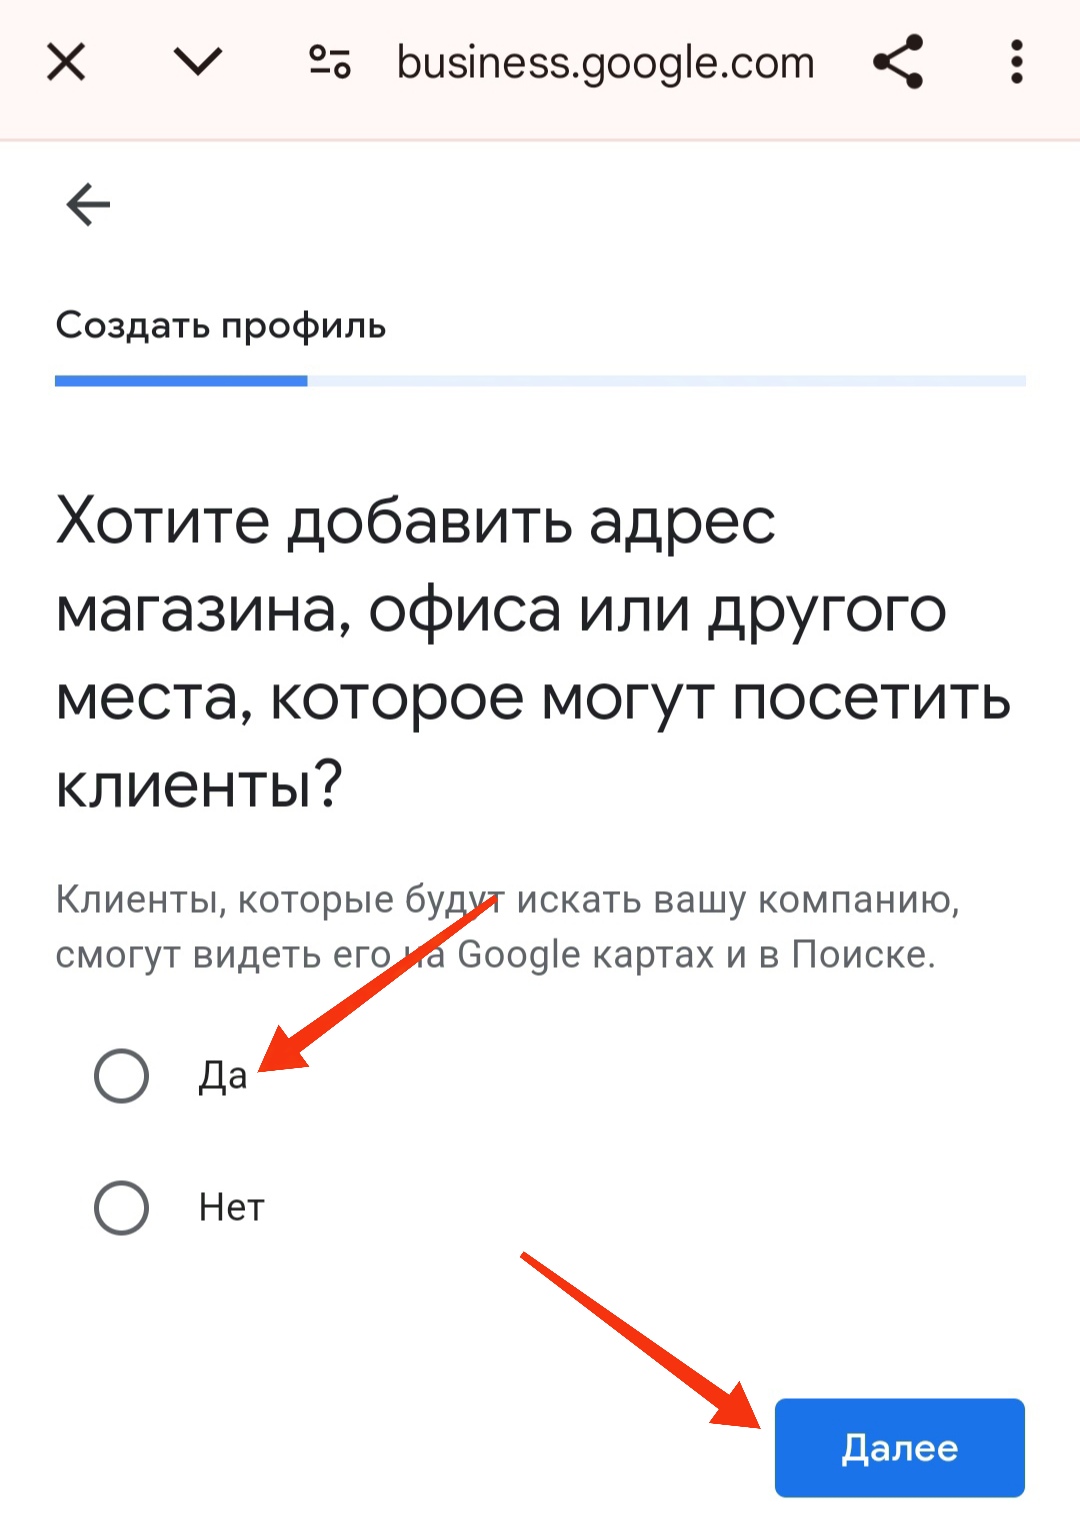 business.google.com
Создать профиль
Хотите добавить адрес
магазина, офиса или другого
места, которое могут посетить
клиенты?
Клиенты, которые будут искать вашу компанию,
смогут видеть его на Google картах и в Поиске.
Да
Нет
Далее